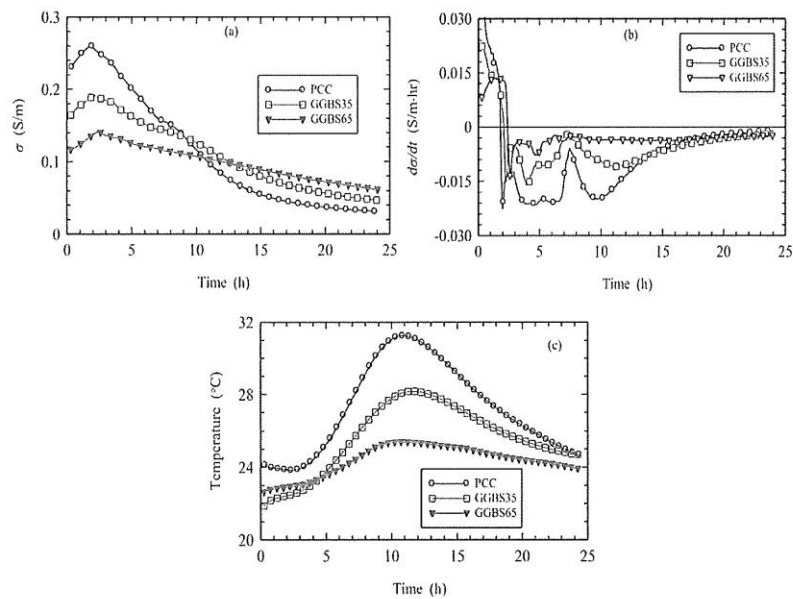 (a)
PCC
GGBS35
GGBS65
σ (S/m)
0.3
0.2
0.1
0
0 5 10 15 20 25
Time (h)
(b)
PCC
GGBS35
GGBS65
dσ/dt (S/m-hr)
0.030
0.015
0
-0.015
-0.030
0 5 10 15 20 25
Time (h)
(c)
Temperature (°C)
32
28
24
20
PCC
GGBS35
GGBS65
0 5 10 15 20 25
Time (h)